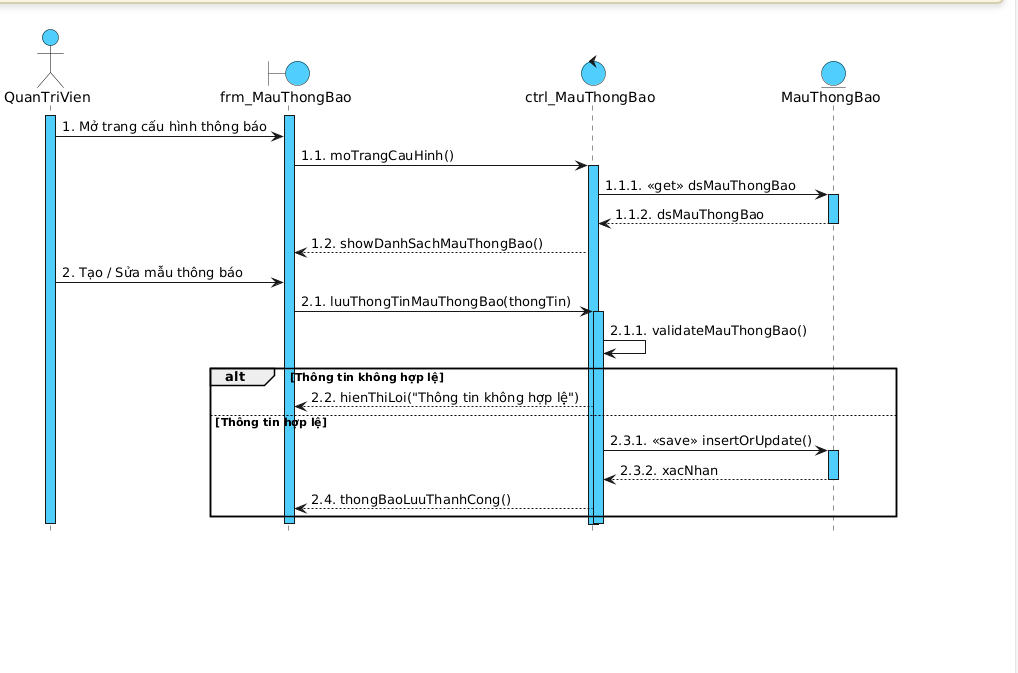 QuanTriVien
frm_MauThongBao
ctrl_MauThongBao
MauThongBao
1. Mở trang cấu hình thông báo
1.1. moTrangCauHinh()
1.1.1. «get» dsMauThongBao
1.1.2. dsMauThongBao
1.2. showDanhSachMauThongBao()
2. Tạo / Sửa mẫu thông báo
2.1. luuThongTinMauThongBao(thongTin)
2.1.1. validateMauThongBao()
alt [Thông tin không hợp lệ]
2.2. hienThiLoi("Thông tin không hợp lệ")
[Thông tin hợp lệ]
2.3.1. «save» insertOrUpdate()
2.3.2. xacNhan
2.4. thongBaoLuuThanhCong()